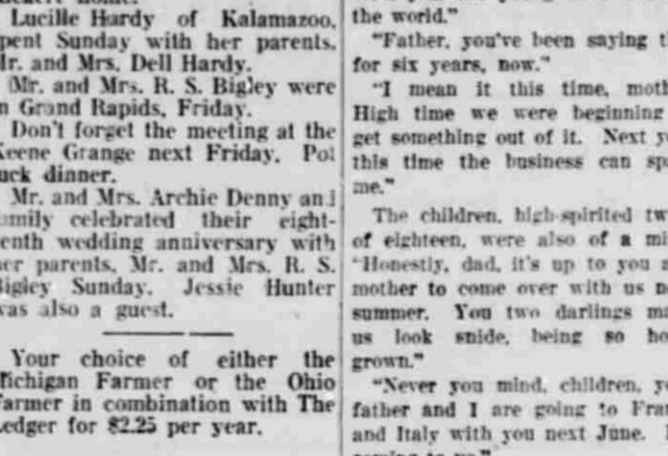 Lucille Hardy of Kalamazoo,
pent Sunday with her parents,
Ir. and Mrs. Dell Hardy.
Mr. and Mrs. R. S. Bigley were
n Grand Rapids, Friday.
Don't forget the meeting at the
Keene Grange next Friday. Pot
uck dinner.
Mr. and Mrs. Archie Denny and
amily celebrated their eight-
enth wedding anniversary with
her parents, Mr. and Mrs. R. S.
Bigley Sunday. Jessie Hunter
was also a guest.
Your choice of either the
Michigan Farmer or the Ohio
Farmer in combination with The
Ledger for $2.25 per year.
the world."
"Father, you've been saying t
for six years, now."
"I mean it this time, moth
High time we were beginning
get something out of it. Next y
this time the business can sp
me."
The children, high-spirited tw
of eighteen, were also of a mi
"Honestly, dad, it's up to you a
mother to come over with us n
summer. You two darlings ma
us look snide, being so ho
grown."
"Never you mind, children, y
father and I are going to Fra
and Italy with you next June.